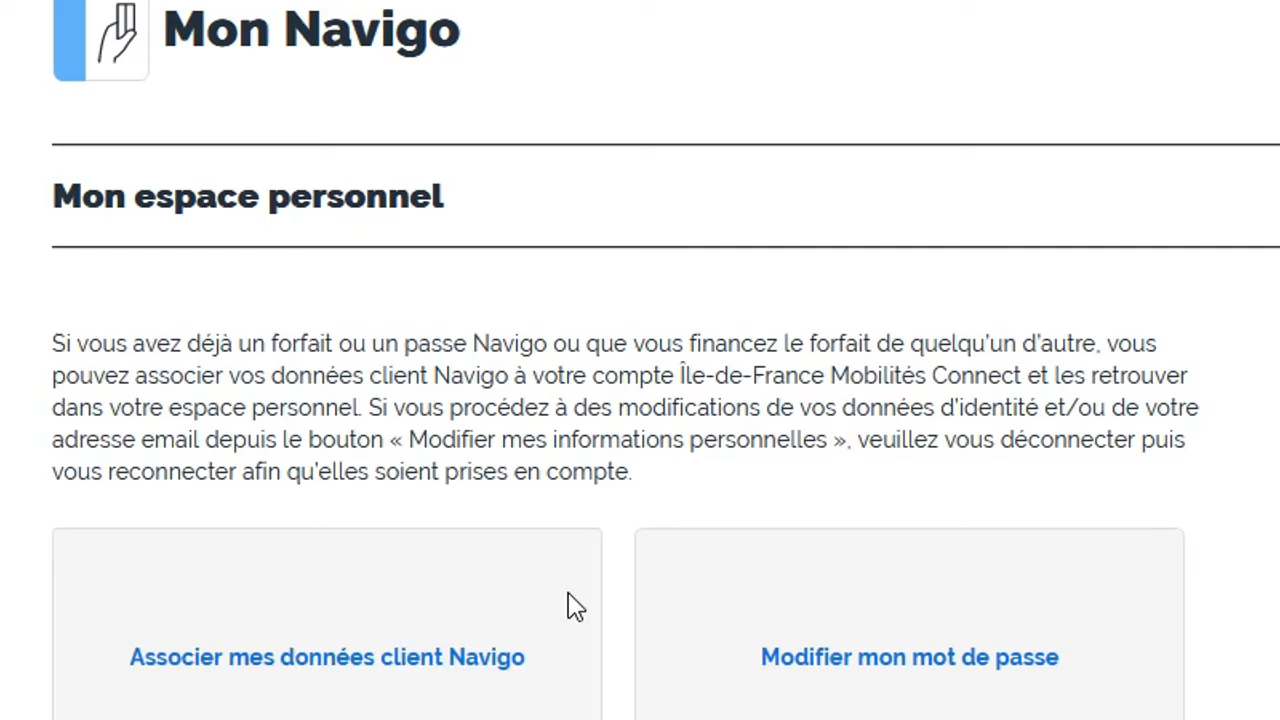 Mon Navigo
Mon espace personnel
Si vous avez déjà un forfait ou un passe Navigo ou que vous financez le forfait de quelqu'un d'autre, vous
pouvez associer vos données client Navigo à votre compte Île-de-France Mobilités Connect et les retrouver
dans votre espace personnel. Si vous procédez à des modifications de vos données d'identité et/ou de votre
adresse email depuis le bouton « Modifier mes informations personnelles », veuillez vous déconnecter puis
vous reconnecter afin qu'elles soient prises en compte.
Associer mes données client Navigo
Modifier mon mot de passe